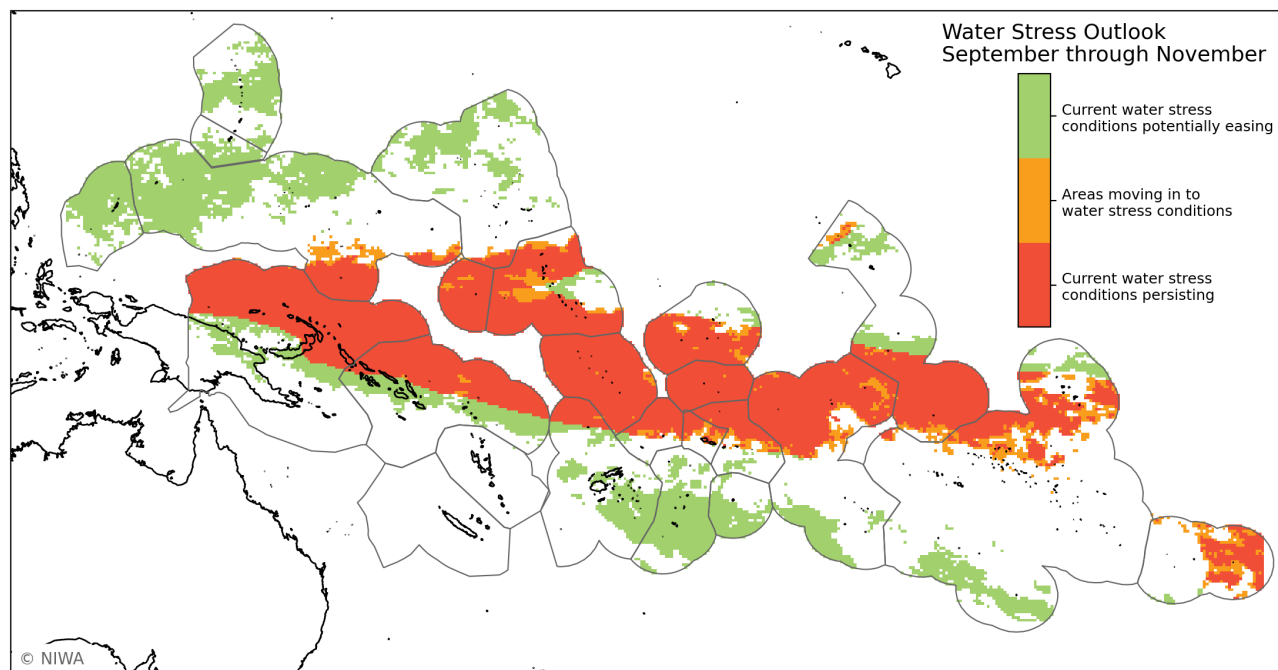 Water Stress Outlook
September through November
Current water stress
conditions potentially easing
Areas moving in to
water stress conditions
Current water stress
conditions persisting
© NIWA